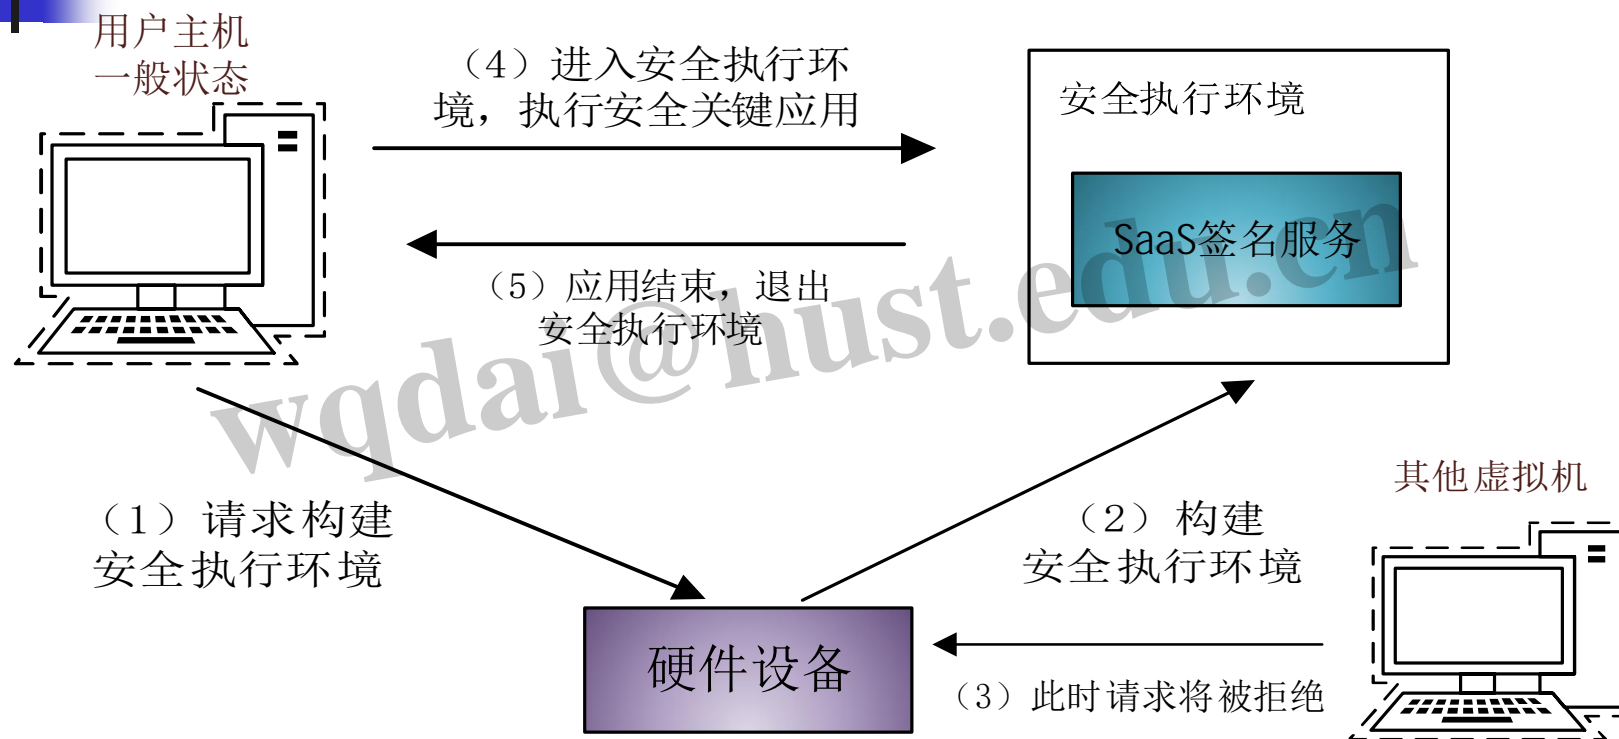 用户主机
一般状态
（4）进入安全执行环
境，执行安全关键应用
安全执行环境
SaaS签名服务
（5）应用结束，退出
安全执行环境
wqdai@hust.edu.cn
（1）请求构建
安全执行环境
（2）构建
安全执行环境
其他虚拟机
硬件设备
（3）此时请求将被拒绝